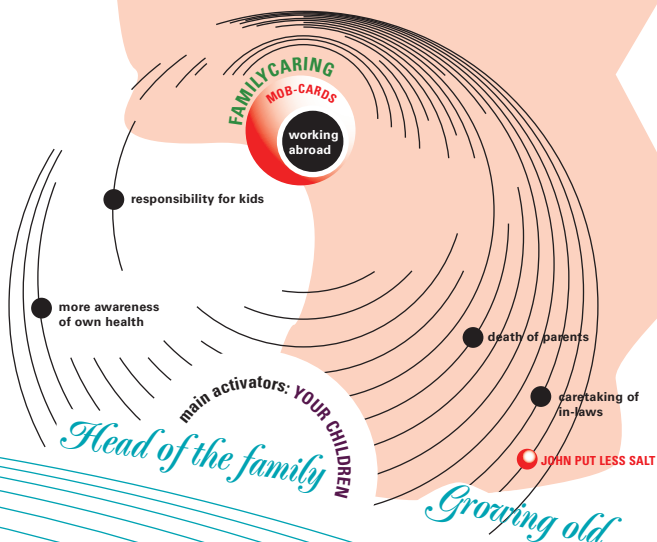 FAMILYCARING
MOB-CARDS
working
abroad
responsibility for kids
more awareness
of own health
death of parents
main activators: YOUR CHILDREN
caretaking of
in-laws
Head of the family
JOHN PUT LESS SALT
Growing old